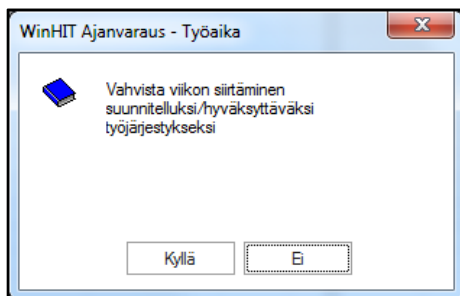 WinHIT Ajanvaraus - Työaika
Vahvista viikon siirtäminen
suunnitelluksi/hyväksyttäväksi
työjärjestykseksi
Kyllä
Ei